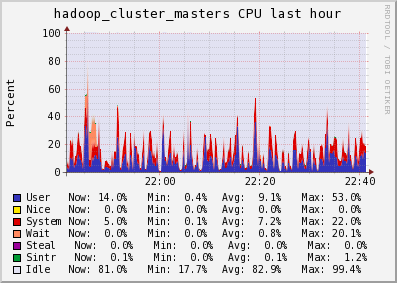 hadoop_cluster_masters CPU last hour
RRDTOOL / TOBI OETIKER
Percent
100
80
60
40
20
0
22:00 22:20 22:40
User Now: 14.0% Min: 0.4% Avg: 9.1% Max: 53.0%
Nice Now: 0.0% Min: 0.0% Avg: 0.0% Max: 0.0%
System Now: 5.0% Min: 0.1% Avg: 7.2% Max: 22.0%
Wait Now: 0.0% Min: 0.0% Avg: 0.8% Max: 20.1%
Steal Now: 0.0% Min: 0.0% Avg: 0.0% Max: 0.0%
Sintr Now: 0.1% Min: 0.0% Avg: 0.1% Max: 1.2%
Idle Now: 81.0% Min: 17.7% Avg: 82.9% Max: 99.4%